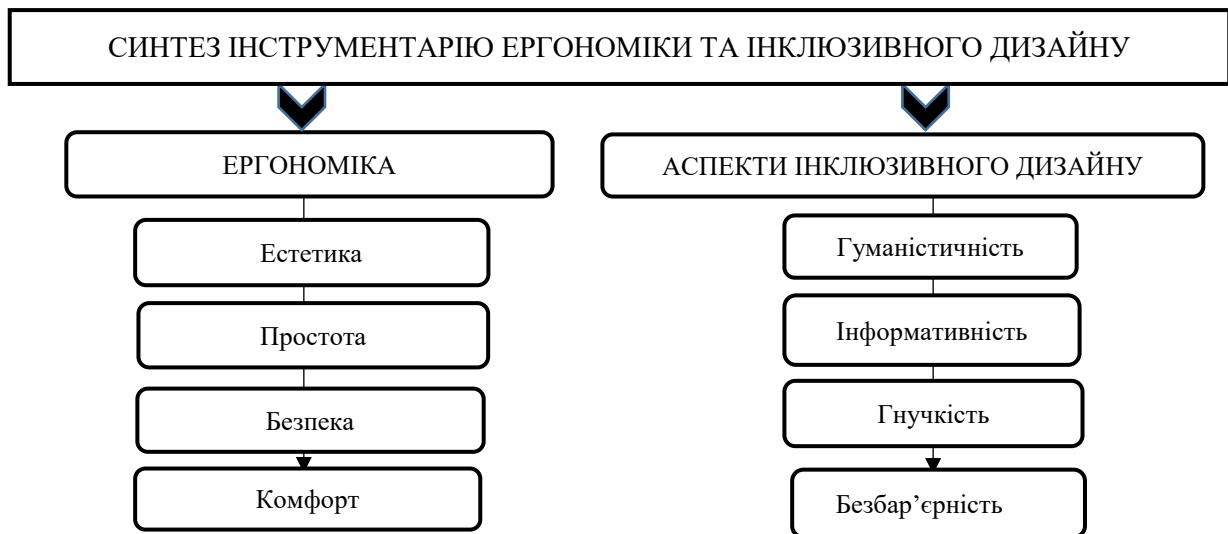 СИНТЕЗ ІНСТРУМЕНТАРІЮ ЕРГОНОМІКИ ТА ІНКЛЮЗИВНОГО ДИЗАЙНУ
ЕРГОНОМІКА
Естетика
Простота
Безпека
Комфорт
АСПЕКТИ ІНКЛЮЗИВНОГО ДИЗАЙНУ
Гуманістичність
Інформативність
Гнучкість
Безбар’єрність